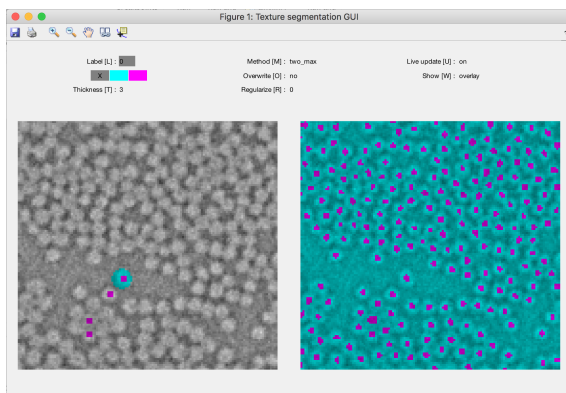 Figure 1: Texture segmentation GUI
Label [L] : 0
Method [M] : two_max
Live update [U] : on
X
Overwrite [O] : no
Show [W] : overlay
Thickness [T] : 3
Regularize [R] : 0